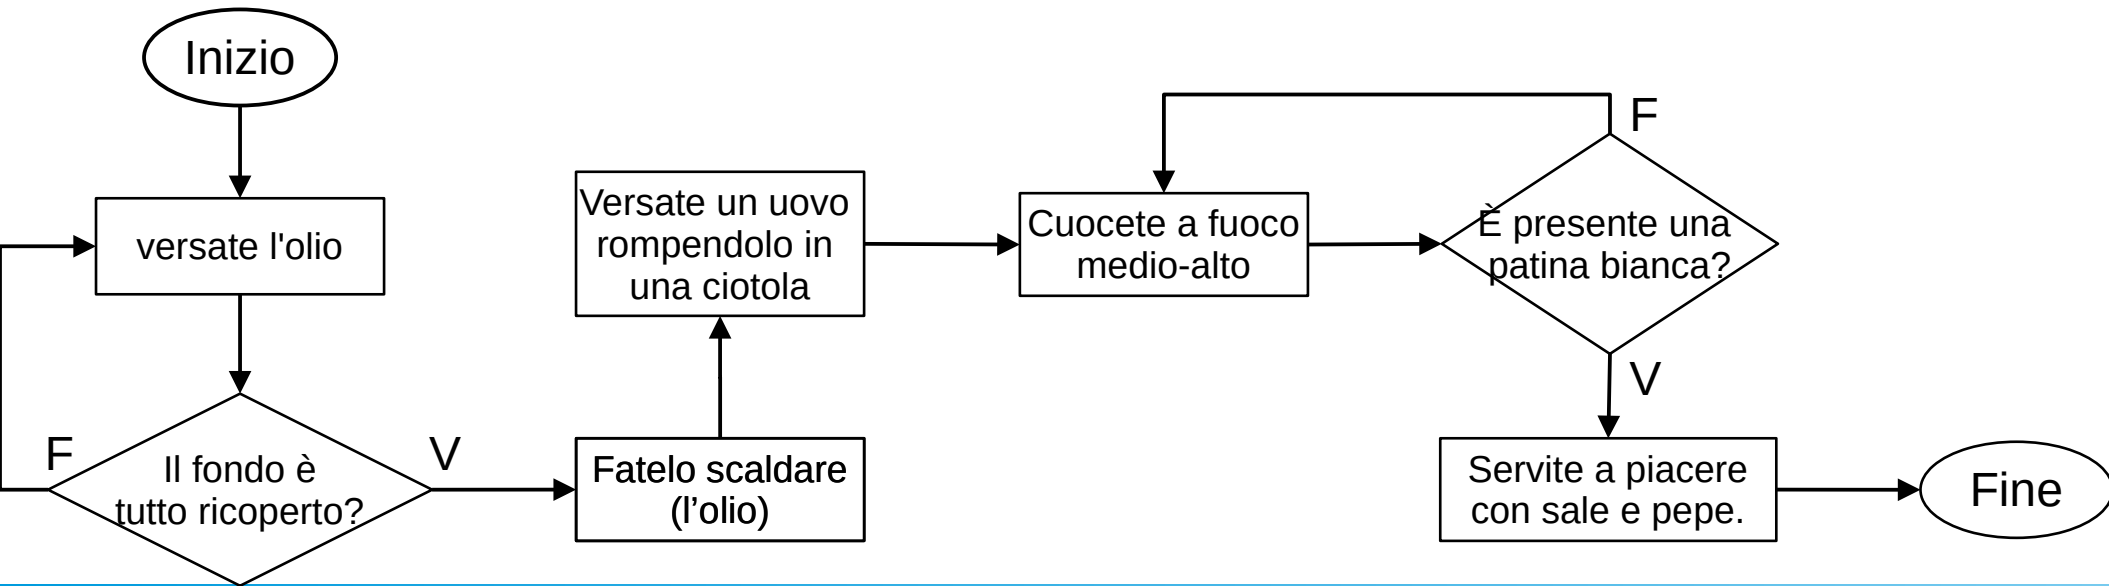 Inizio
versate l'olio
Il fondo è
tutto ricoperto?
F
V
Fatelo scaldare
(l’olio)
Versate un uovo
rompendolo in
una ciotola
Cuocete a fuoco
medio-alto
È presente una
patina bianca?
F
V
Servite a piacere
con sale e pepe.
Fine